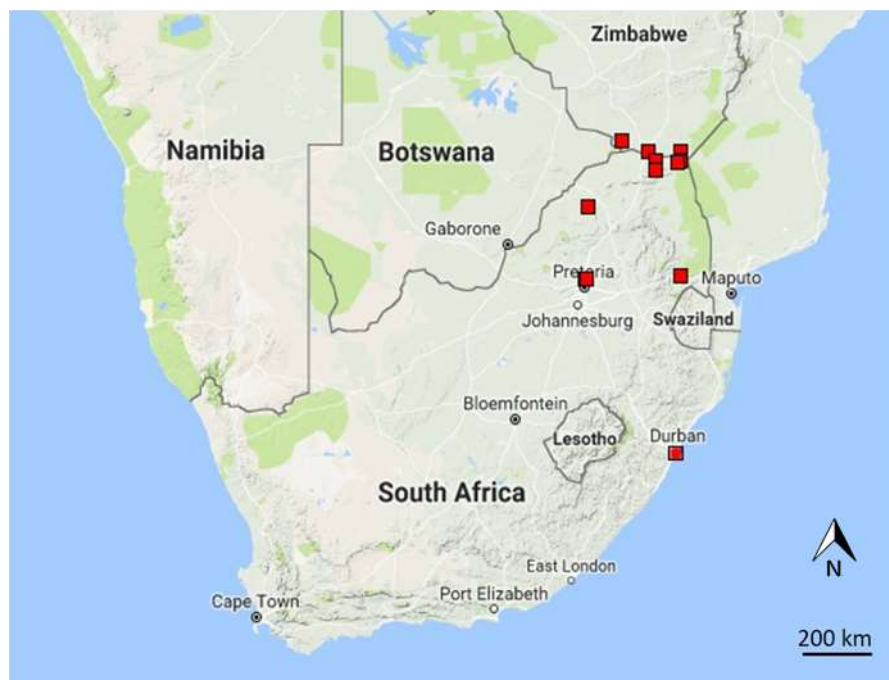 Zimbabwe
Namibia
Botswana
Gaborone
Pretoria
Maputo
Johannesburg
Swaziland
Bloemfontein
Lesotho
Durban
South Africa
East London
Port Elizabeth
Cape Town
N
200 km